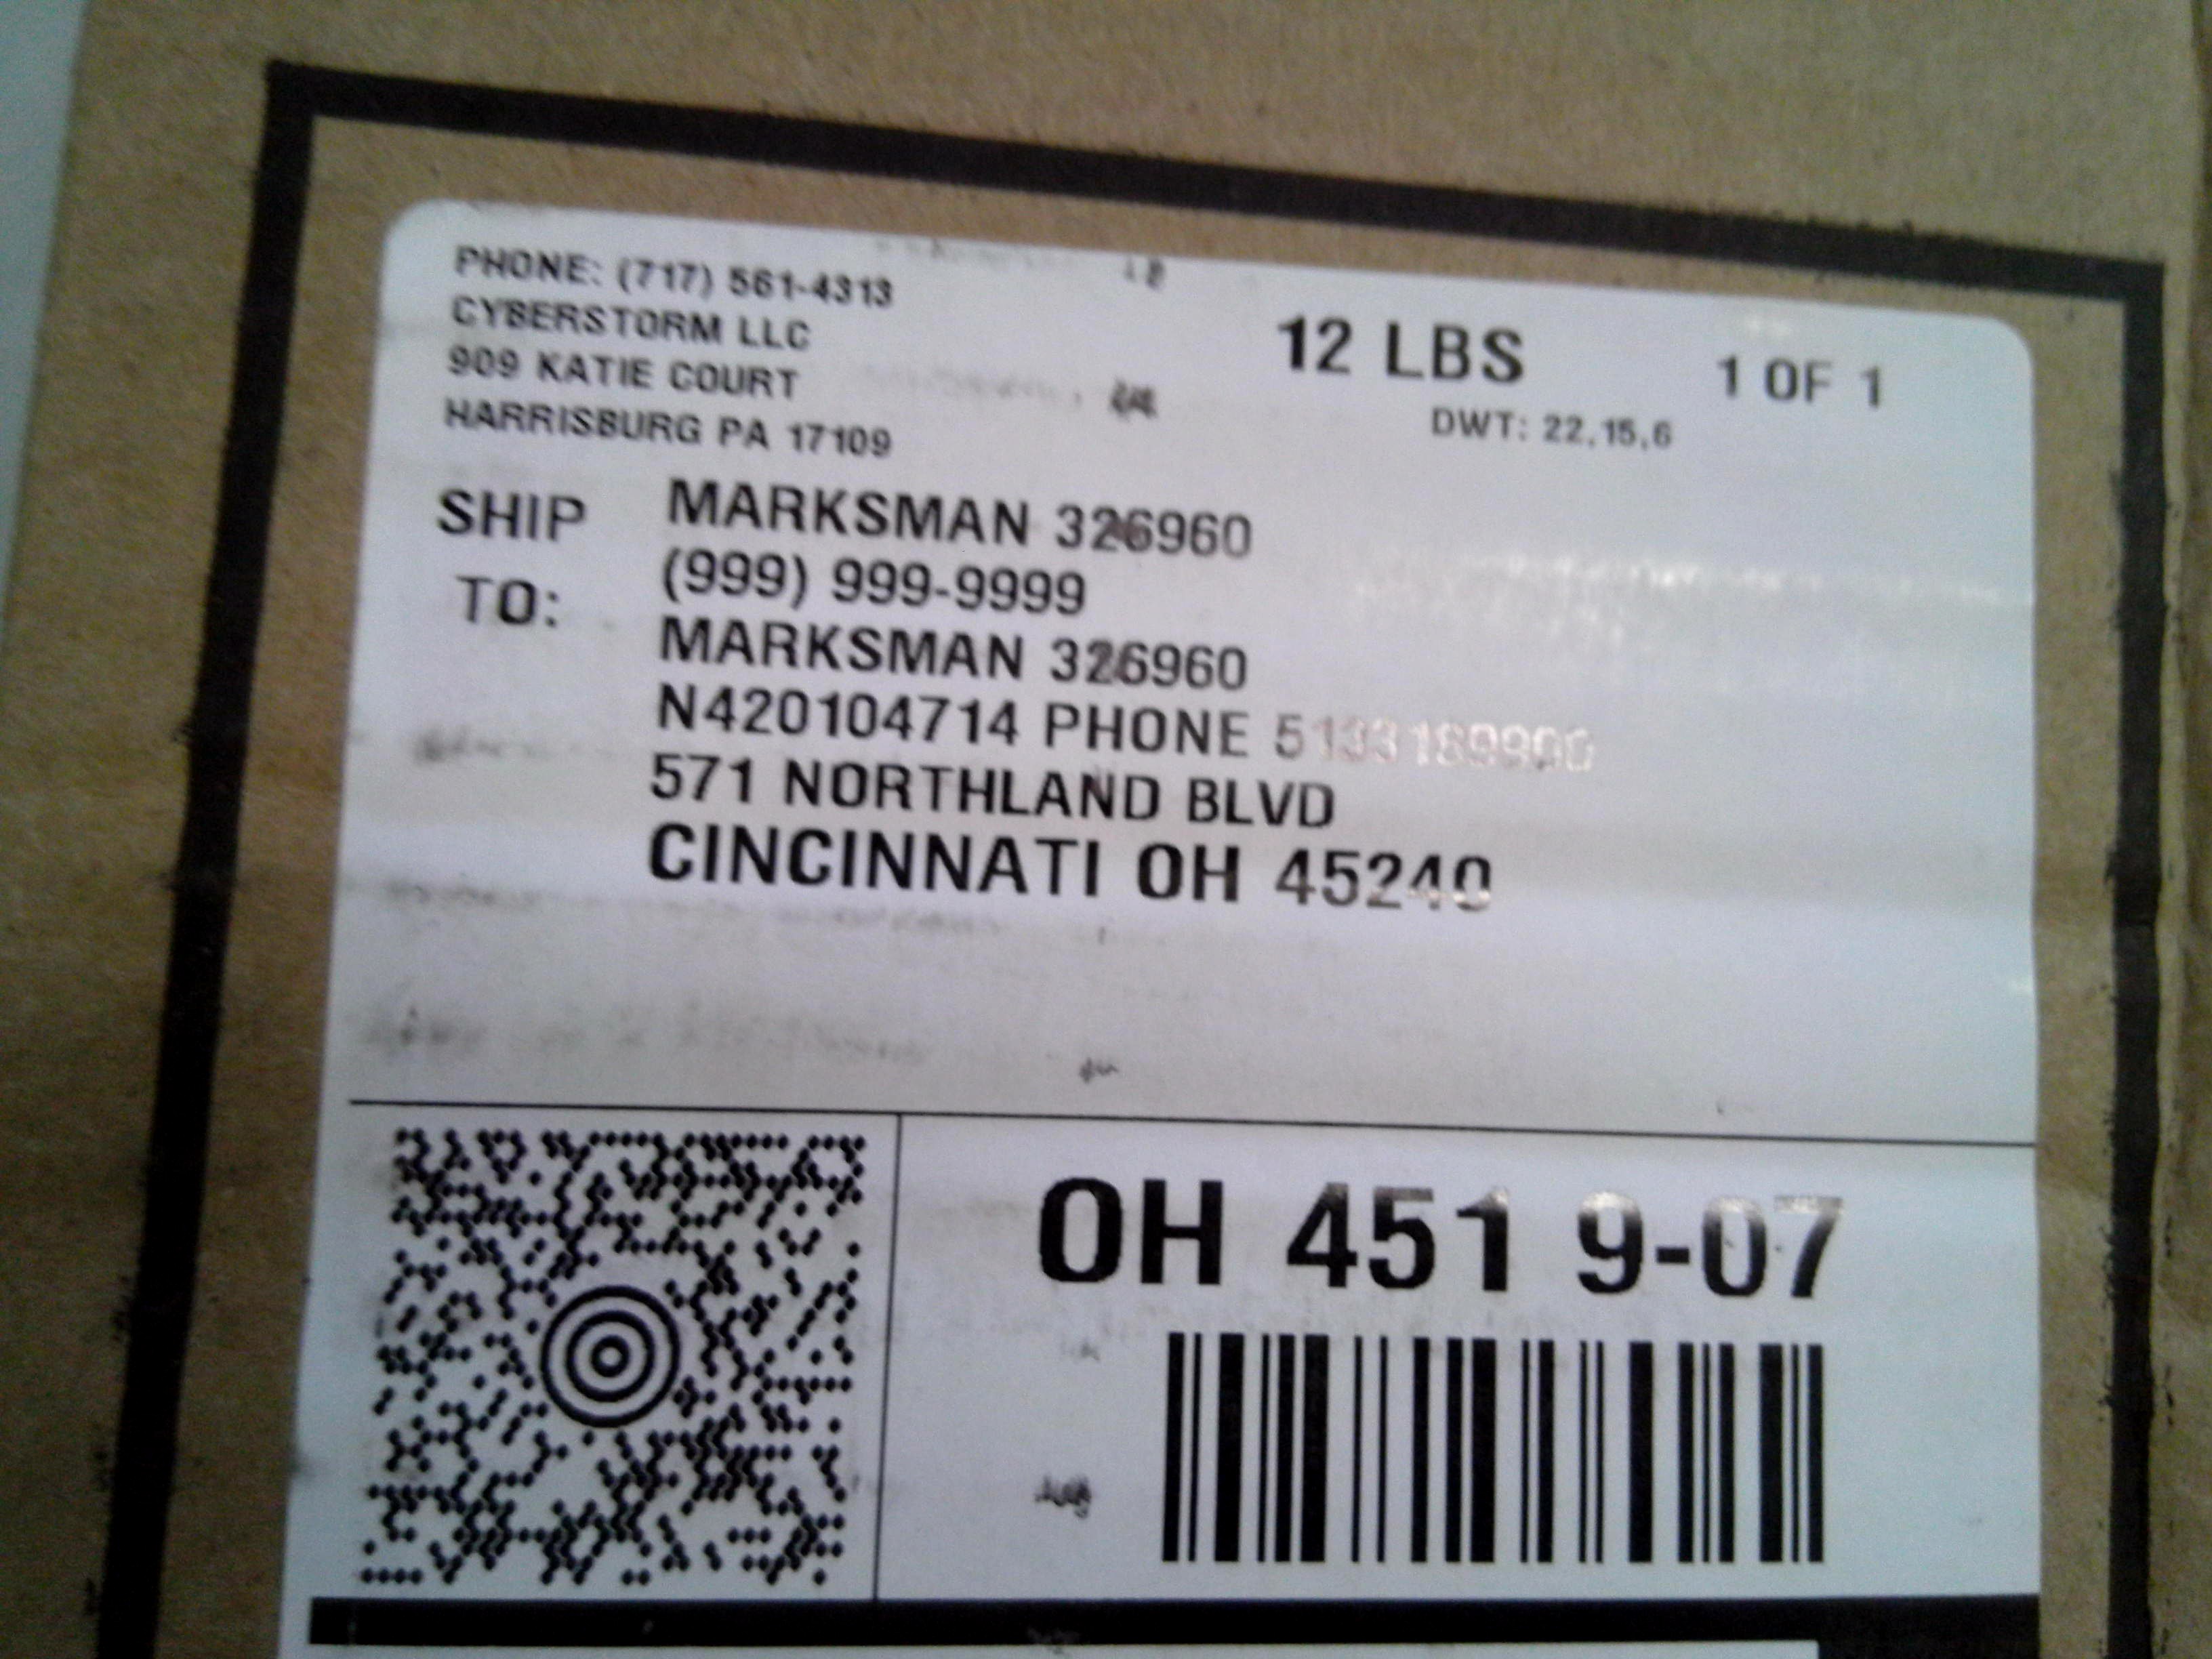 PHONE: (717) 561-4313
CYBERSTORM LLC
909 KATIE COURT
HARRISBURG PA 17109
12 LBS
1 OF 1
DWT: 22,15,6
SHIP TO:
MARKSMAN 326960
(999) 999-9999
MARKSMAN 326960
N420104714 PHONE
571 NORTHLAND BLVD
CINCINNATI OH 45240
OH 451 9-07